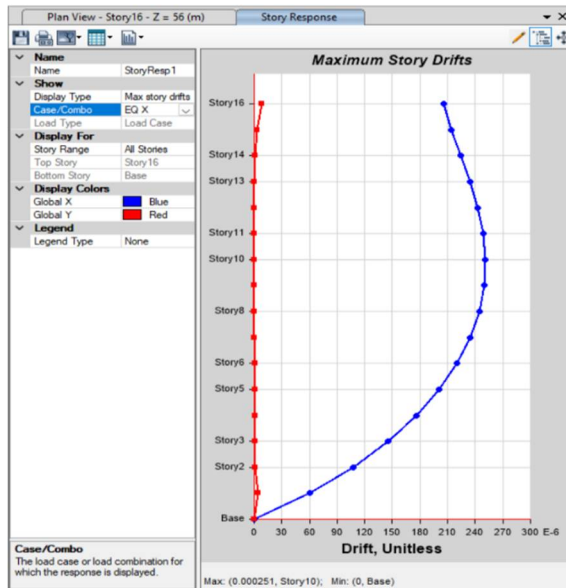 Plan View - Story16 - Z = 56 (m)
Story Response
Name
Name StoryResp1
Show
Display Type Max story drifts
Case/Combo EQ X
Load Type Load Case
Display For
Story Range All Stories
Top Story Story16
Bottom Story Base
Display Colors
Global X Blue
Global Y Red
Legend
Legend Type None
Case/Combo
The load case or load combination for
which the response is displayed.
Maximum Story Drifts
Story16
Story14
Story13
Story11
Story10
Story8
Story6
Story5
Story3
Story2
Base
0 30 60 90 120 150 180 210 240 270 300 E-6
Drift, Unitless
Max: (0.000251, Story10); Min: (0, Base)